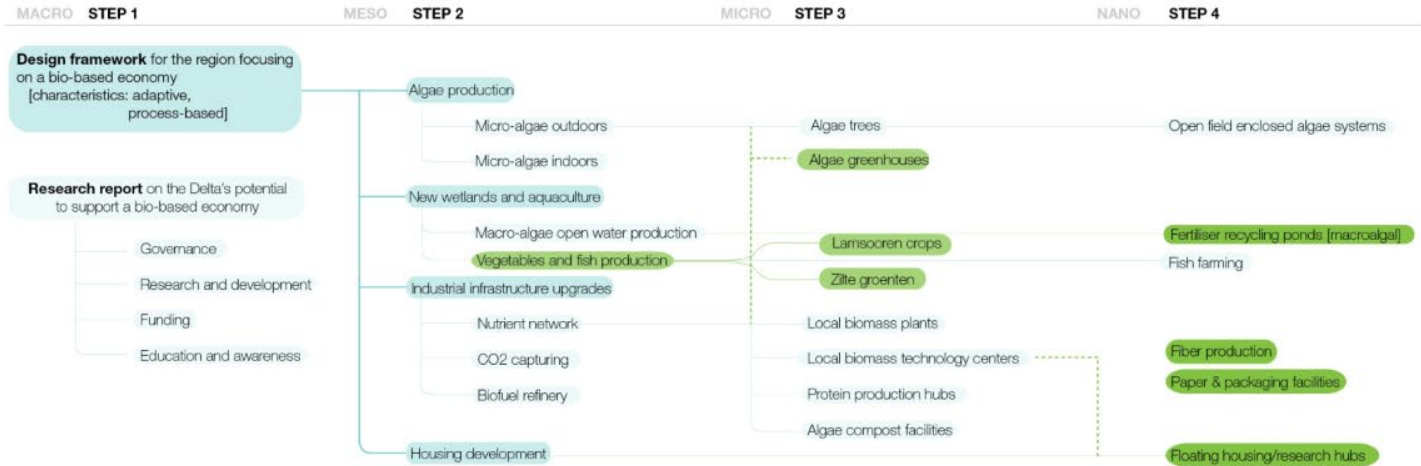 MACRO STEP 1
MESO STEP 2
MICRO STEP 3
NANO STEP 4
Design framework for the region focusing
on a bio-based economy
[characteristics: adaptive,
process-based]
Research report on the Delta's potential
to support a bio-based economy
Governance
Research and development
Funding
Education and awareness
Algae production
Micro-algae outdoors
Micro-algae indoors
New wetlands and aquaculture
Macro-algae open water production
Vegetables and fish production
Industrial infrastructure upgrades
Nutrient network
CO2 capturing
Biofuel refinery
Housing development
Algae trees
Algae greenhouses
Lamsooren crops
Zilte groenten
Local biomass plants
Local biomass technology centers
Protein production hubs
Algae compost facilities
Open field enclosed algae systems
Fertiliser recycling ponds [macroalgal]
Fish farming
Fiber production
Paper & packaging facilities
Floating housing/research hubs